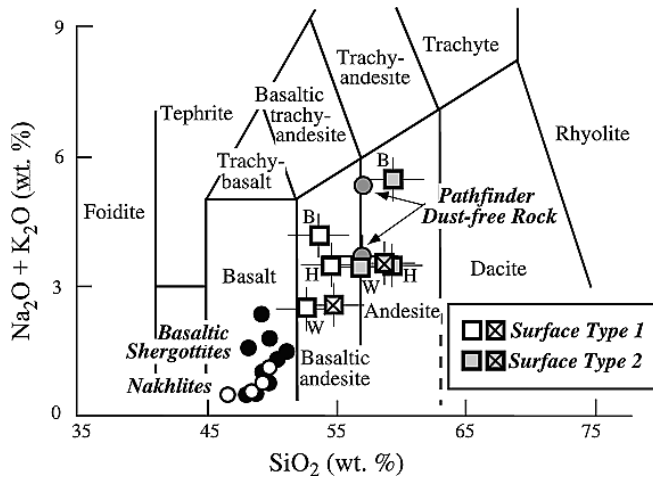 9
6
3
0
35
45
55
65
75
Na2O + K2O (wt. %)
SiO2 (wt. %)
Trachy-
andesite
Trachyte
Basaltic
trachy-
andesite
Tephrite
Rhyolite
Trachy-
basalt
Foidite
B
Pathfinder
Dust-free Rock
B
Basalt
H
W
H
Dacite
W
Andesite
Basaltic
Shergottites
Nakhlites
Basaltic
andesite
Surface Type 1
Surface Type 2